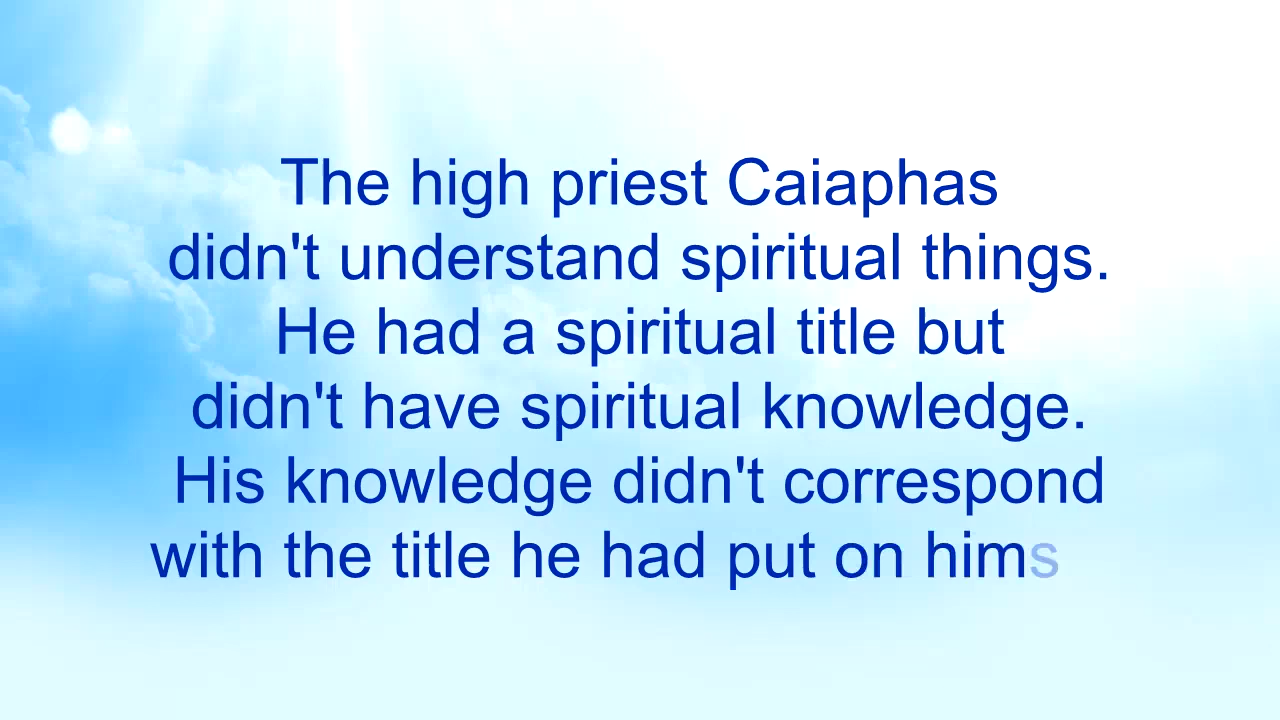 The high priest Caiaphas
didn't understand spiritual things.
He had a spiritual title but
didn't have spiritual knowledge.
His knowledge didn't correspond
with the title he had put on hims